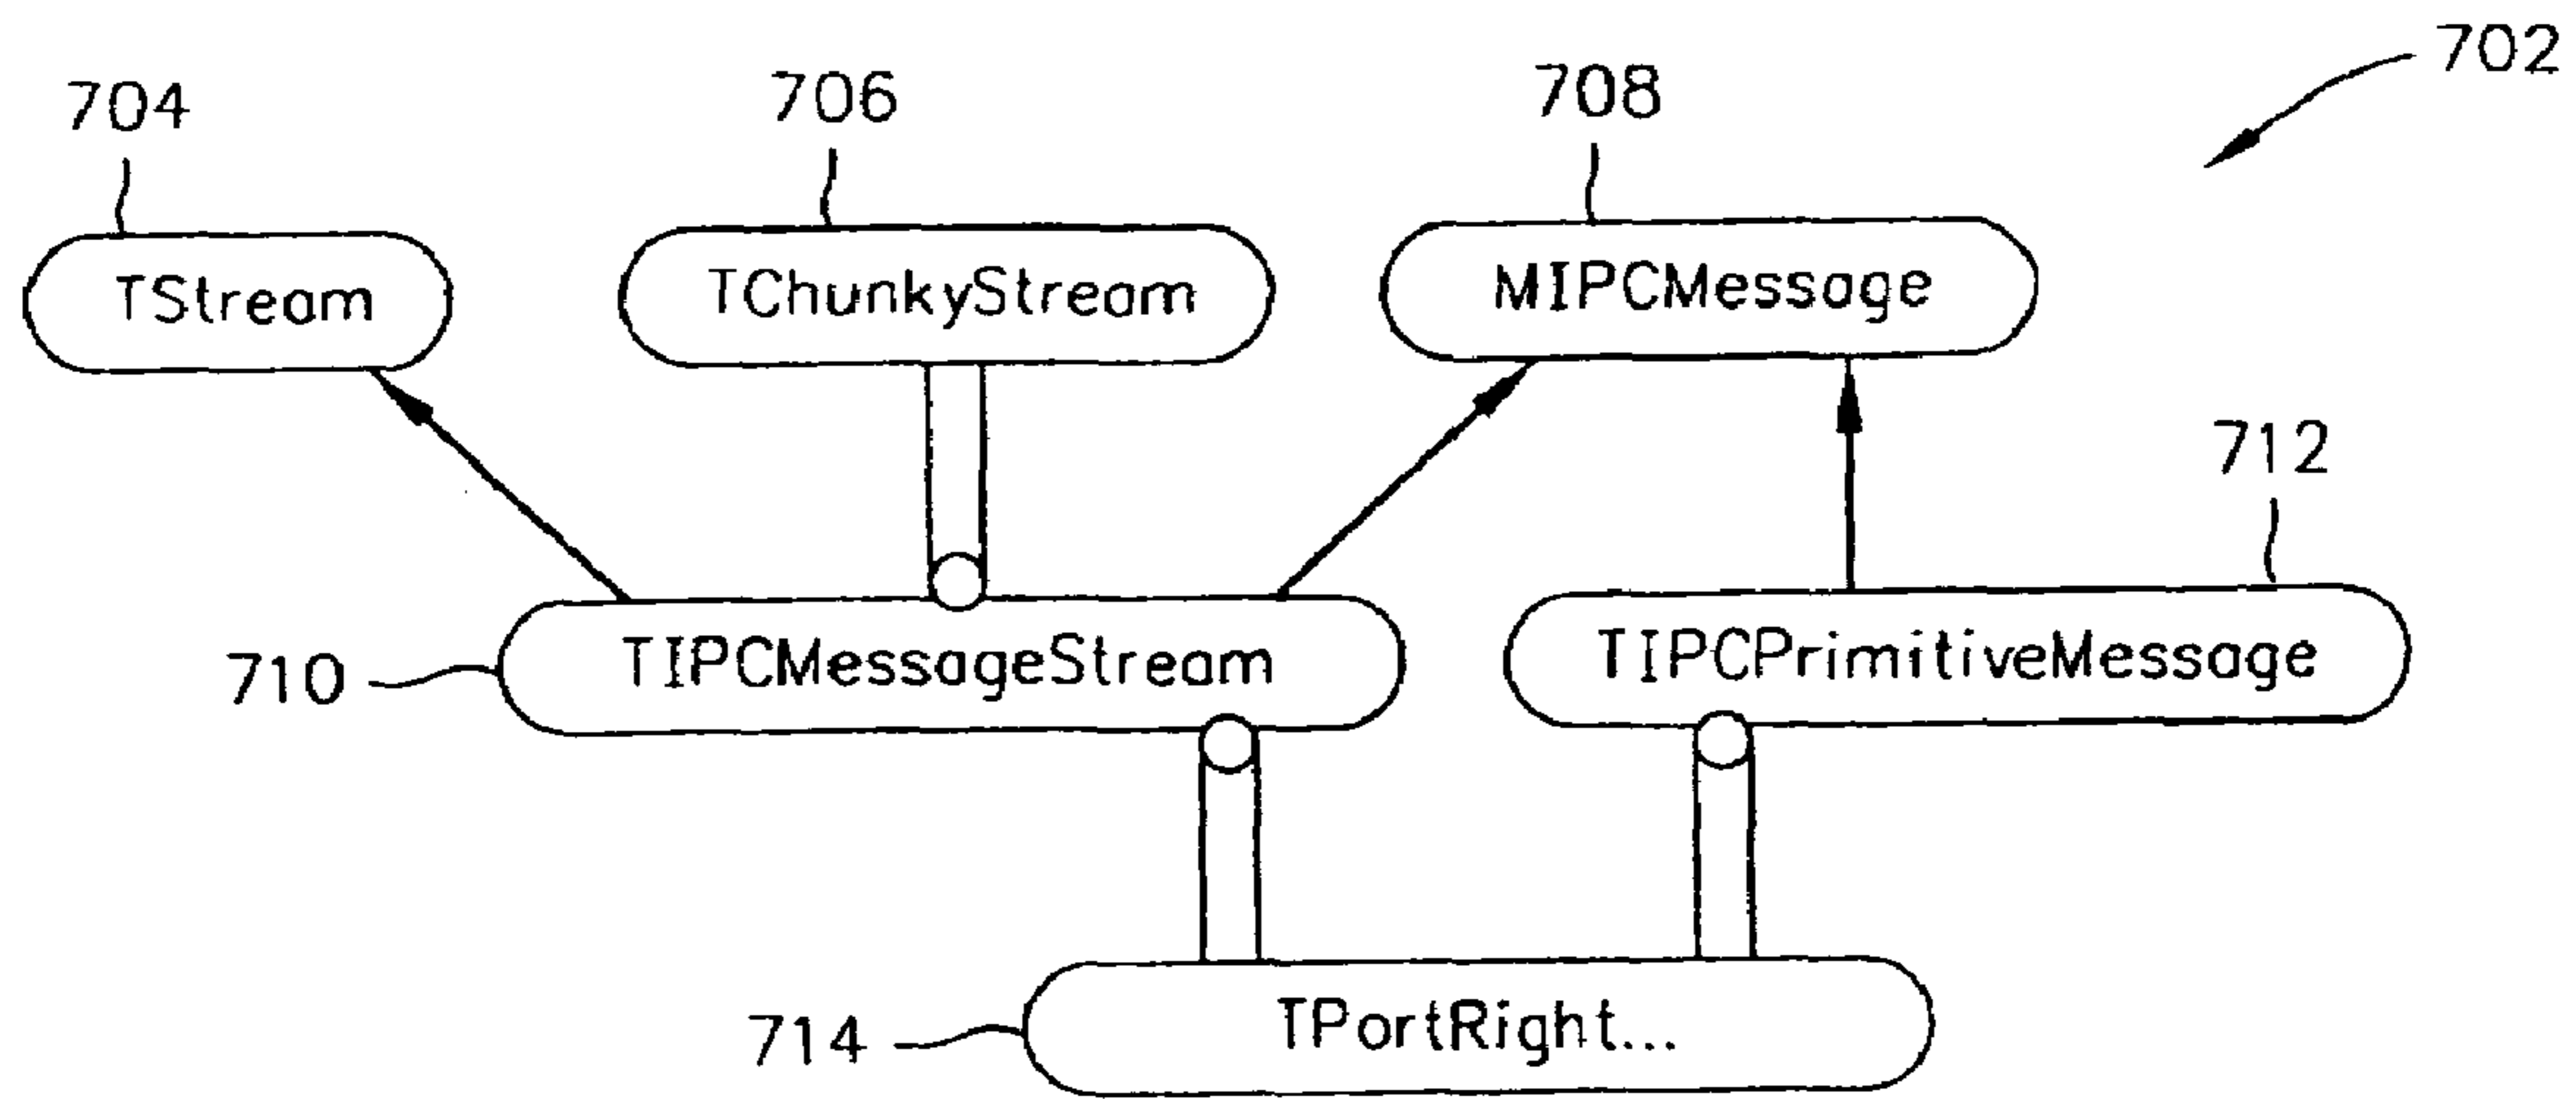 702
704
706
708
TStream
TChunkyStream
MIPCMessage
712
710
TIPCMessageStream
TIPCPrimitiveMessage
714
TPortRight...